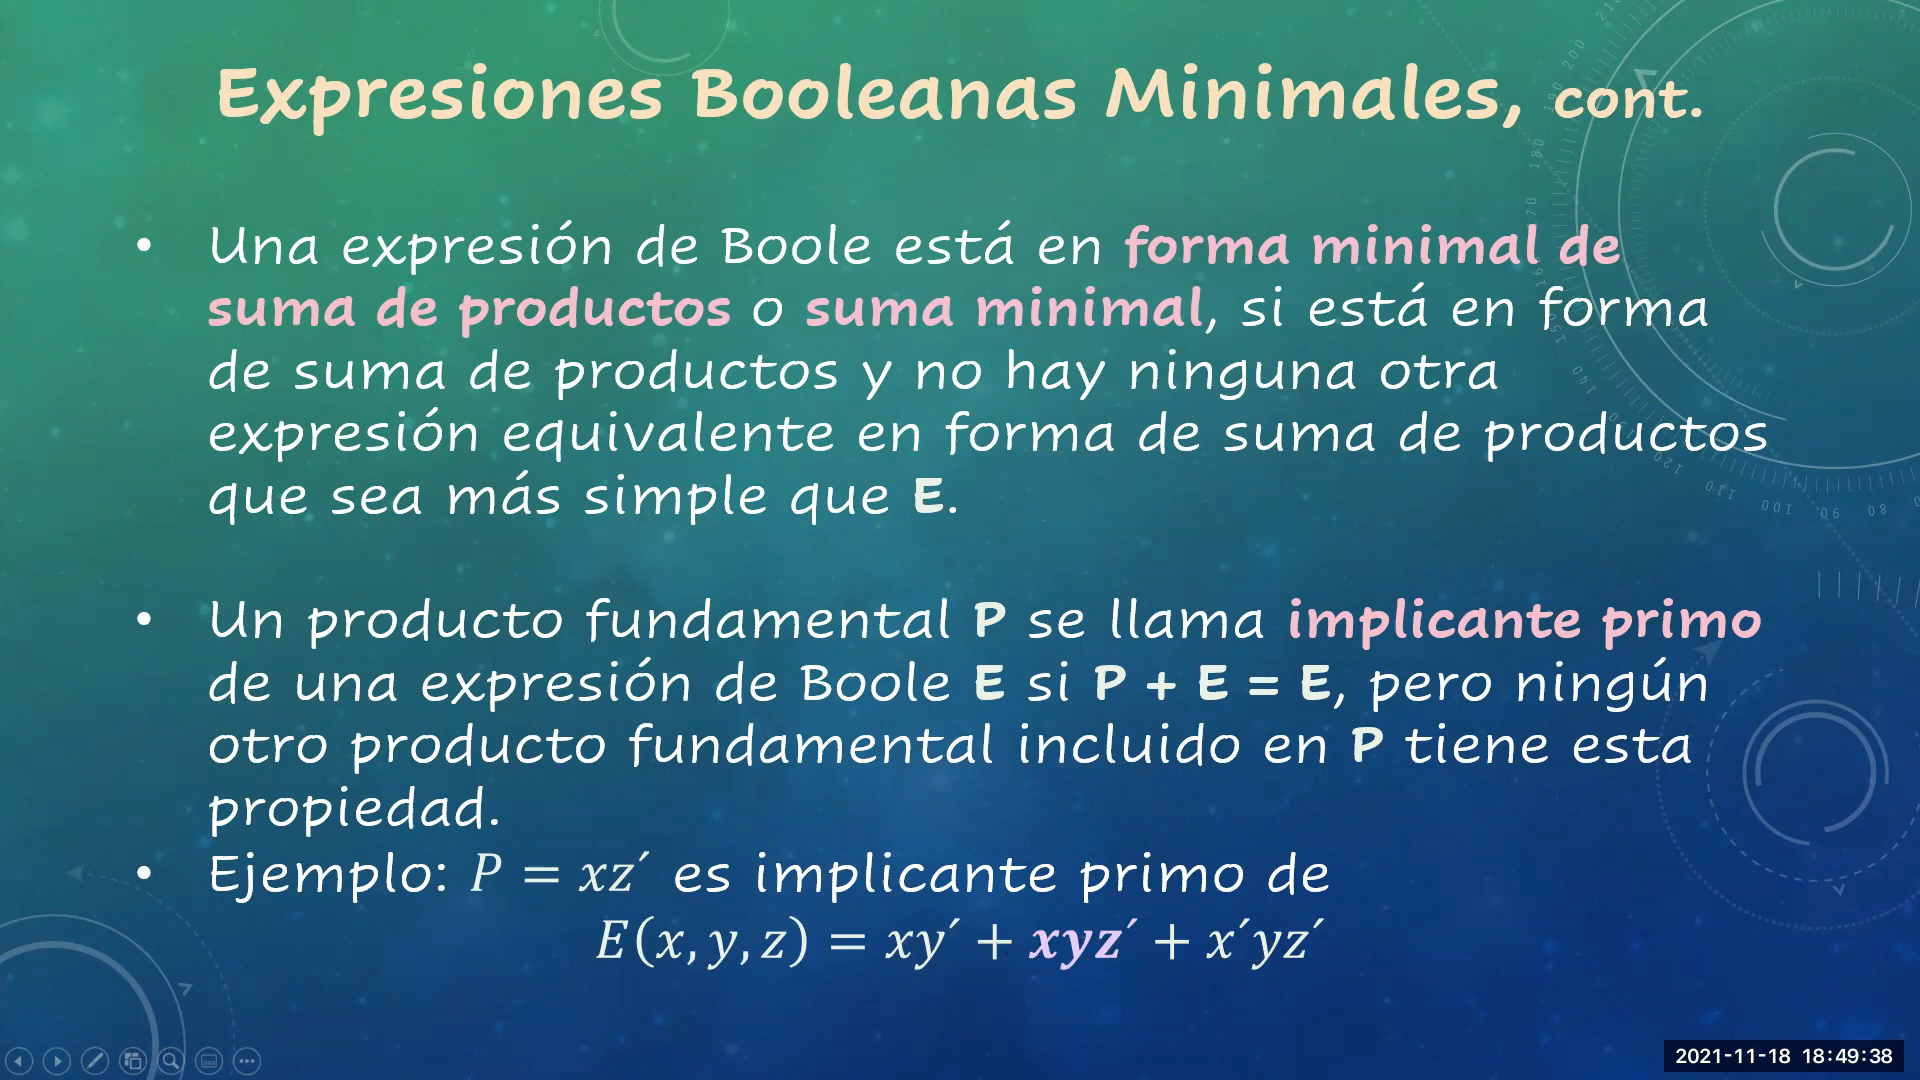 Expresiones Booleanas Minimales, cont.
• Una expresión de Boole está en forma minimal de
suma de productos o suma minimal, si está en forma
de suma de productos y no hay ninguna otra
expresión equivalente en forma de suma de productos
que sea más simple que E.
• Un producto fundamental P se llama implicante primo
de una expresión de Boole E si P + E = E, pero ningún
otro producto fundamental incluido en P tiene esta
propiedad.
• Ejemplo: P = xz´ es implicante primo de
E(x, y, z) = xy´ + xyz´ + x´yz´
2021-11-18 18:49:38